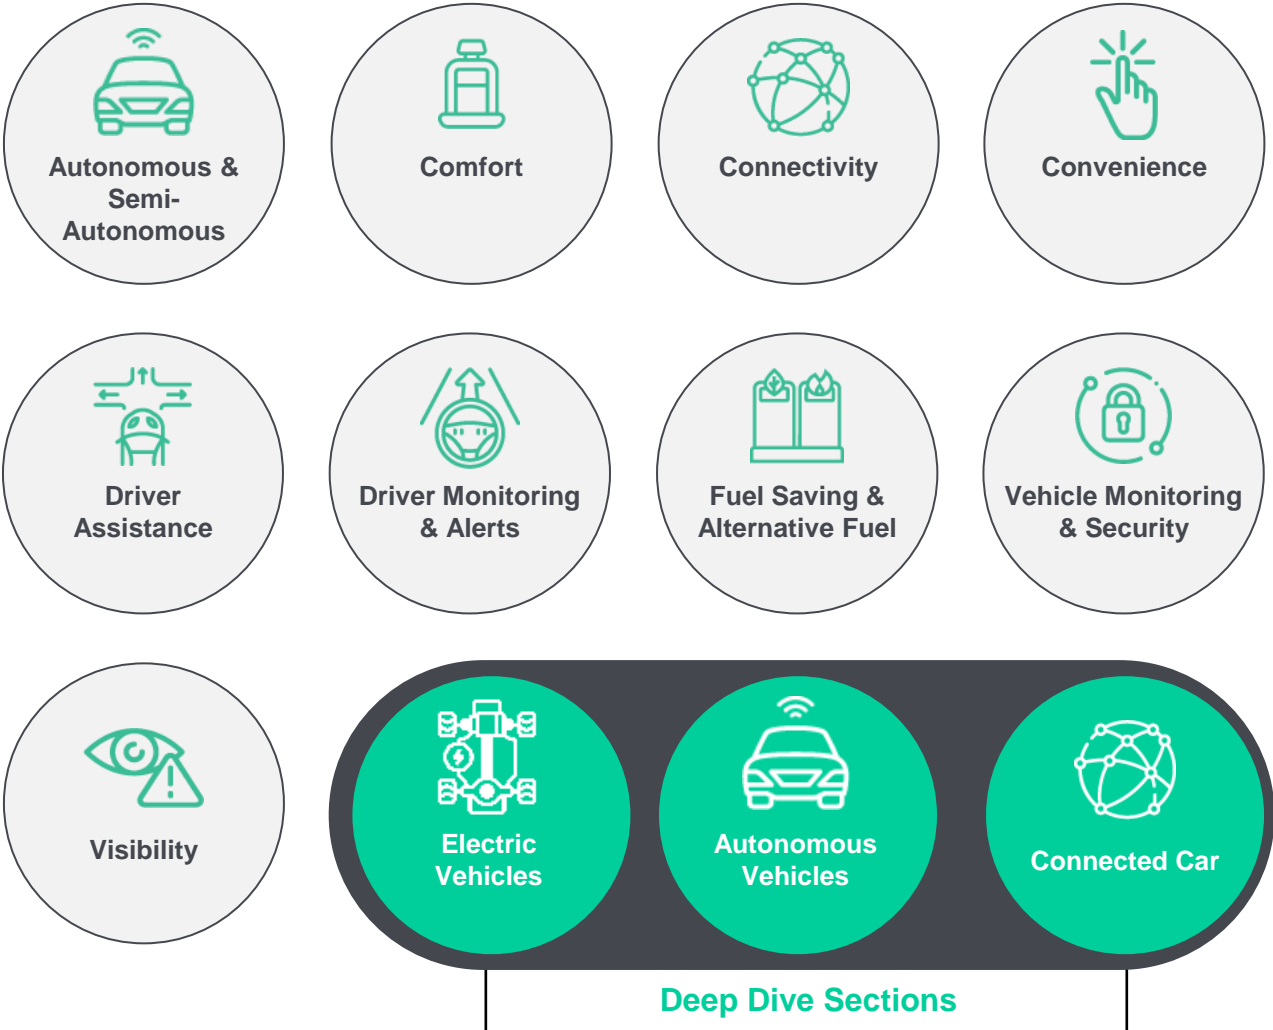 Autonomous &
Semi-
Autonomous
Comfort
Connectivity
Convenience
Driver
Assistance
Driver Monitoring
& Alerts
Fuel Saving &
Alternative Fuel
Vehicle Monitoring
& Security
Visibility
Electric
Vehicles
Autonomous
Vehicles
Connected Car
Deep Dive Sections